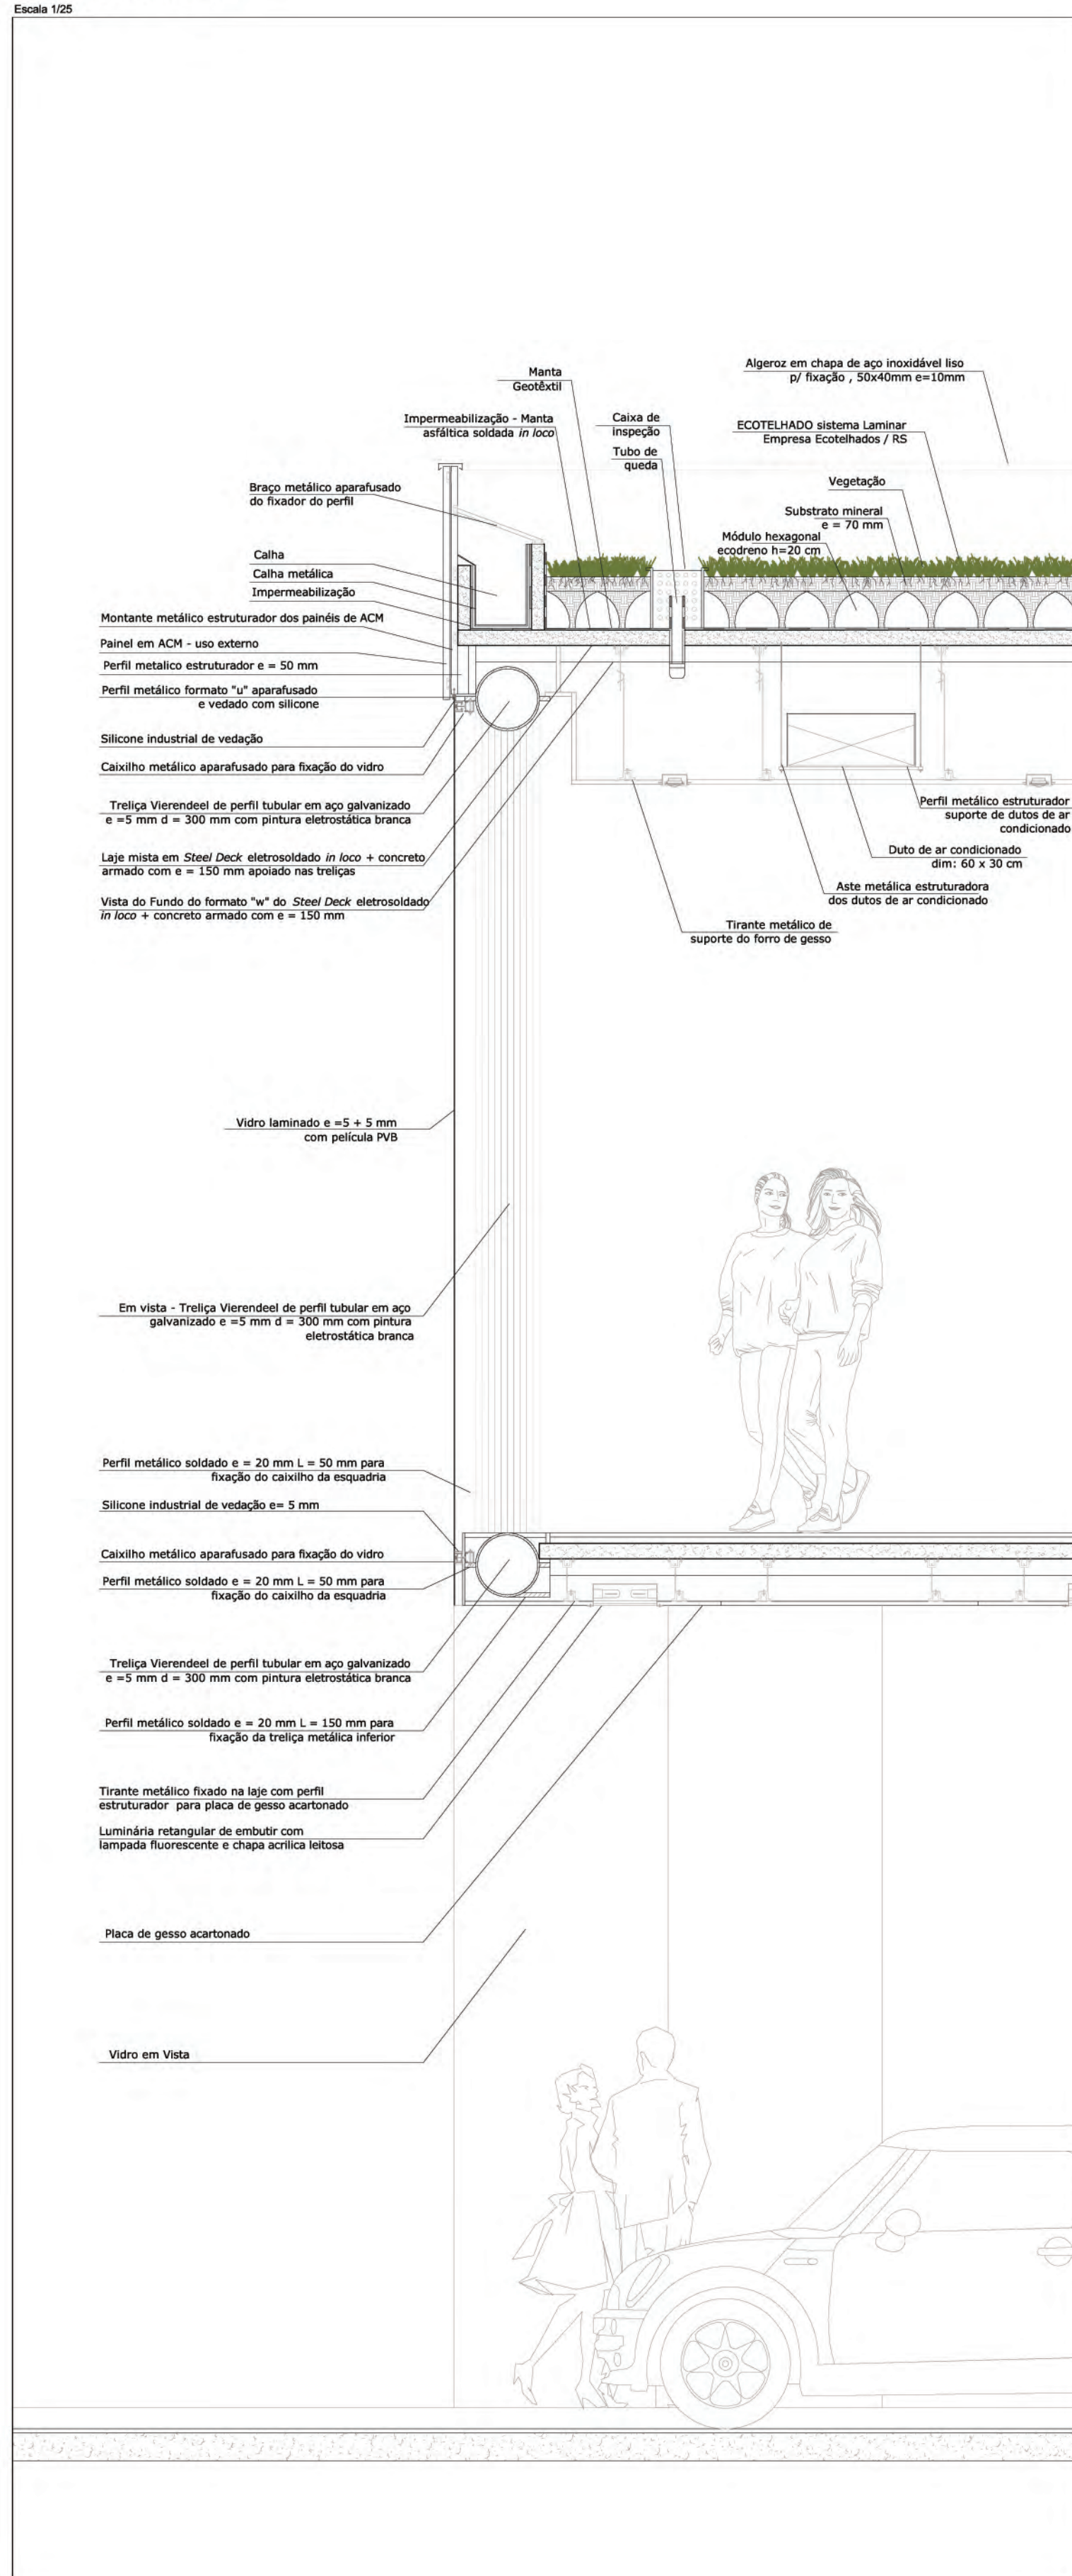 Escala 1/25
Manta
Geotêxtil
Algeroz em chapa de aço inoxidável liso
p/ fixação , 50x40mm e=10mm
Impermeabilização - Manta
asfáltica soldada in loco
Caixa de
inspeção
Tubo de
queda
ECOTELHADO sistema Laminar
Empresa Ecotelhados / RS
Vegetação
Substrato mineral
e = 70 mm
Módulo hexagonal
ecodreno h=20 cm
Braço metálico aparafusado
do fixador do perfil
Calha
Calha metálica
Impermeabilização
Montante metálico estruturador dos painéis de ACM
Painel em ACM - uso externo
Perfil metalico estruturador e = 50 mm
Perfil metálico formato "u" aparafusado
e vedado com silicone
Silicone industrial de vedação
Caixilho metálico aparafusado para fixação do vidro
Treliça Vierendeel de perfil tubular em aço galvanizado
e =5 mm d = 300 mm com pintura eletrostática branca
Laje mista em Steel Deck eletrosoldado in loco + concreto
armado com e = 150 mm apoiado nas treliças
Vista do Fundo do formato "w" do Steel Deck eletrosoldado
in loco + concreto armado com e = 150 mm
Perfil metálico estruturador
suporte de dutos de ar
condicionado
Duto de ar condicionado
dim: 60 x 30 cm
Aste metálica estruturadora
dos dutos de ar condicionado
Tirante metálico de
suporte do forro de gesso
Vidro laminado e =5 + 5 mm
com película PVB
Em vista - Treliça Vierendeel de perfil tubular em aço
galvanizado e =5 mm d = 300 mm com pintura
eletrostática branca
Perfil metálico soldado e = 20 mm L = 50 mm para
fixação do caixilho da esquadria
Silicone industrial de vedação e= 5 mm
Caixilho metálico aparafusado para fixação do vidro
Perfil metálico soldado e = 20 mm L = 50 mm para
fixação do caixilho da esquadria
Treliça Vierendeel de perfil tubular em aço galvanizado
e =5 mm d = 300 mm com pintura eletrostática branca
Perfil metálico soldado e = 20 mm L = 150 mm para
fixação da treliça metálica inferior
Tirante metálico fixado na laje com perfil
estruturador para placa de gesso acartonado
Luminária retangular de embutir com
lampada fluorescente e chapa acrilica leitosa
Placa de gesso acartonado
Vidro em Vista